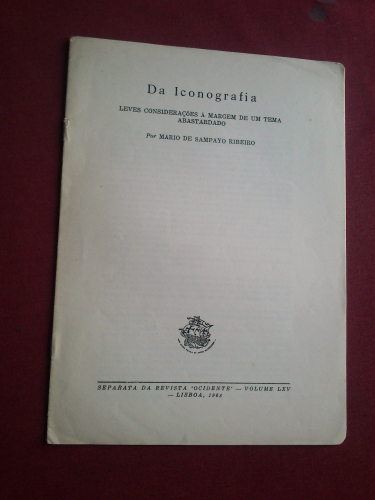 Da Iconografia
LEVES CONSIDERAÇÕES A MARGEM DE UM TEMA
ABASTARDADO
Por MARIO DE SAMPAYO RIBEIRO
SEPARATA DA REVISTA «OCIDENTE» — VOLUME LXV
— LISBOA, 1963